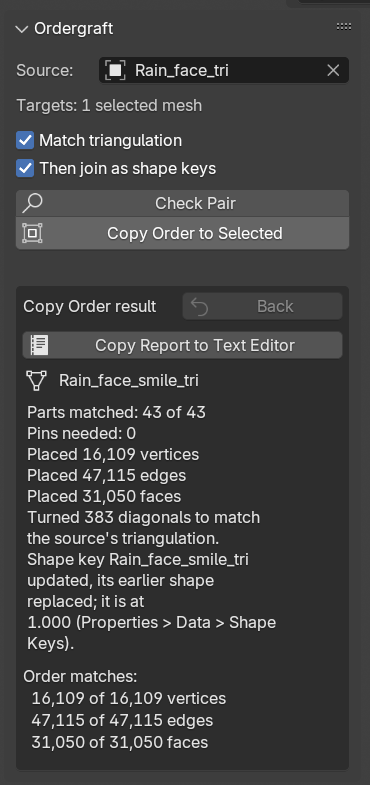 Ordergraft
Source: Rain_face_tri
Targets: 1 selected mesh
Match triangulation
Then join as shape keys
Check Pair
Copy Order to Selected
Copy Order result Back
Copy Report to Text Editor
Rain_face_smile_tri
Parts matched: 43 of 43
Pins needed: 0
Placed 16,109 vertices
Placed 47,115 edges
Placed 31,050 faces
Turned 383 diagonals to match
the source's triangulation.
Shape key Rain_face_smile_tri
updated, its earlier shape
replaced; it is at
1.000 (Properties > Data > Shape
Keys).
Order matches:
16,109 of 16,109 vertices
47,115 of 47,115 edges
31,050 of 31,050 faces